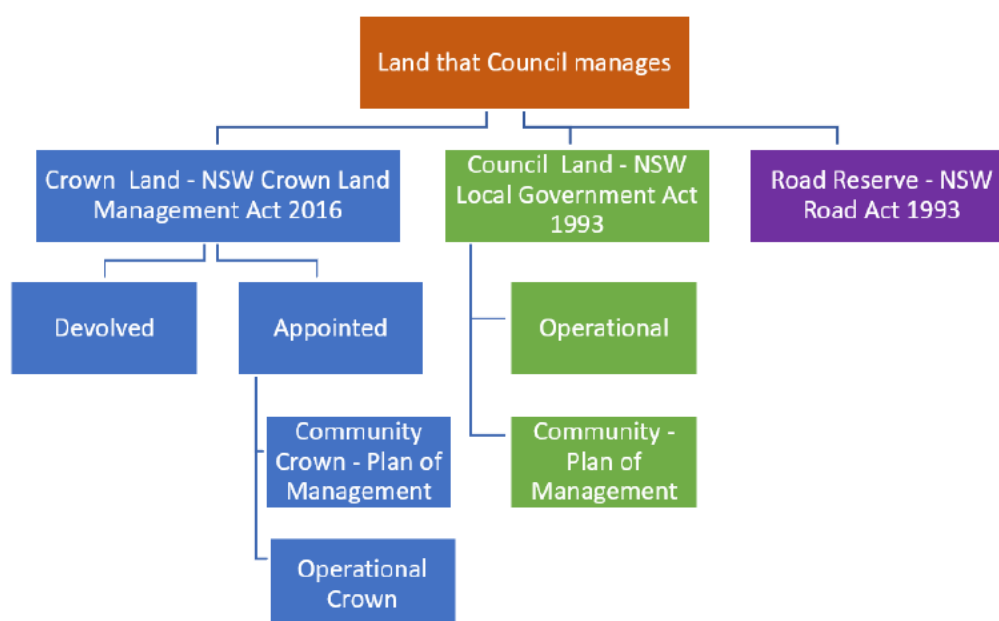 Land that Council manages
Crown  Land - NSW Crown Land
Management Act 2016
Council  Land - NSW
Local Government Act
1993
Road Reserve - NSW
Road Act 1993
Devolved
Appointed
Operational
Community
Crown - Plan of
Management
Community -
Plan of
Management
Operational
Crown